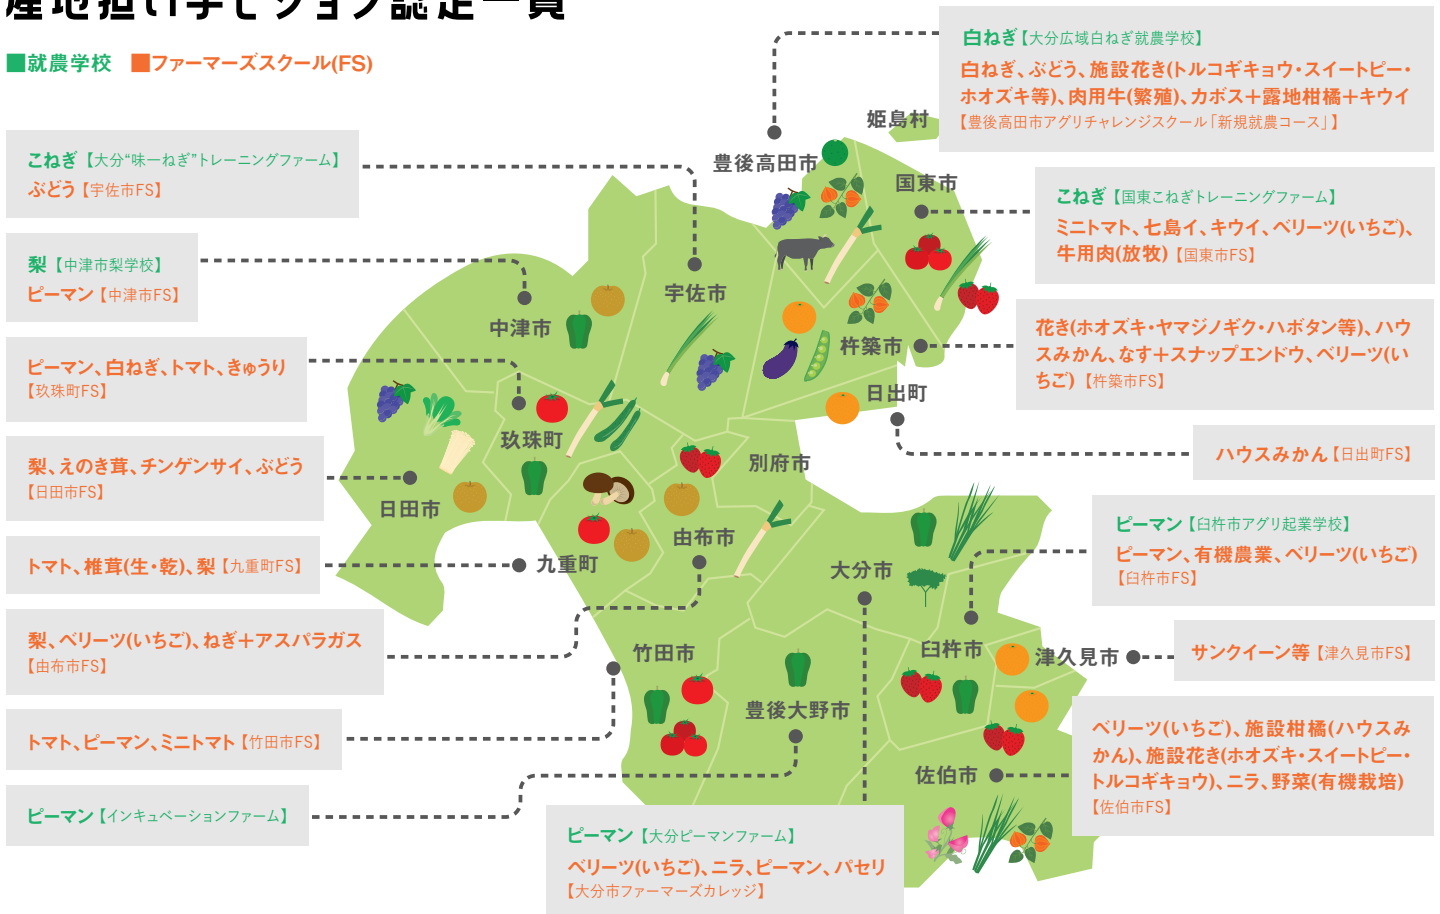 産地担い手ビジョン認定一覧
■就農学校 ■ファーマーズスクール(FS)
白ねぎ【大分広域白ねぎ就農学校】
白ねぎ、ぶどう、施設花き(トルコギキョウ・スイートピー・
ホオズキ等)、肉用牛(繁殖)、カボス＋露地柑橘＋キウイ
【豊後高田市アグリチャレンジスクール「新規就農コース」】
こねぎ【大分“味一ねぎ”トレーニングファーム】
ぶどう【宇佐市FS】
こねぎ【国東こねぎトレーニングファーム】
ミニトマト、七島イ、キウイ、ベリーツ(いちご)、
牛用肉(放牧)【国東市FS】
梨【中津市梨学校】
ピーマン【中津市FS】
花き(ホオズキ・ヤマジノギク・ハボタン等)、ハウ
スみかん、なす＋スナップエンドウ、ベリーツ(い
ちご)【杵築市FS】
ピーマン、白ねぎ、トマト、きゅうり
【玖珠町FS】
ハウスみかん【日出町FS】
梨、えのき茸、チンゲンサイ、ぶどう
【日田市FS】
ピーマン【臼杵市アグリ起業学校】
ピーマン、有機農業、ベリーツ(いちご)
【臼杵市FS】
トマト、椎茸(生・乾)、梨【九重町FS】
梨、ベリーツ(いちご)、ねぎ＋アスパラガス
【由布市FS】
サンクイーン等【津久見市FS】
トマト、ピーマン、ミニトマト【竹田市FS】
ベリーツ(いちご)、施設柑橘(ハウスみ
かん)、施設花き(ホオズキ・スイートピー・
トルコギキョウ)、ニラ、野菜(有機栽培)
【佐伯市FS】
ピーマン【インキュベーションファーム】
ピーマン【大分ピーマンファーム】
ベリーツ(いちご)、ニラ、ピーマン、パセリ
【大分市ファーマーズカレッジ】
姫島村
豊後高田市
国東市
宇佐市
中津市
杵築市
日出町
玖珠町
別府市
日田市
由布市
九重町
大分市
臼杵市
津久見市
竹田市
豊後大野市
佐伯市